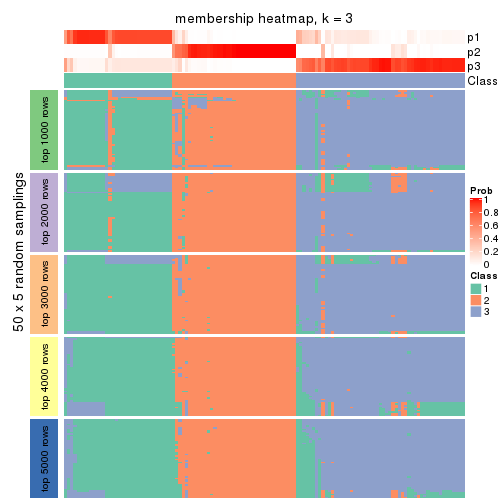 membership heatmap, k = 3
p1
p2
p3
Class
50 x 5 random samplings
top 1000 rows
top 2000 rows
top 3000 rows
top 4000 rows
top 5000 rows
Prob
1
0.8
0.6
0.4
0.2
0
Class
1
2
3